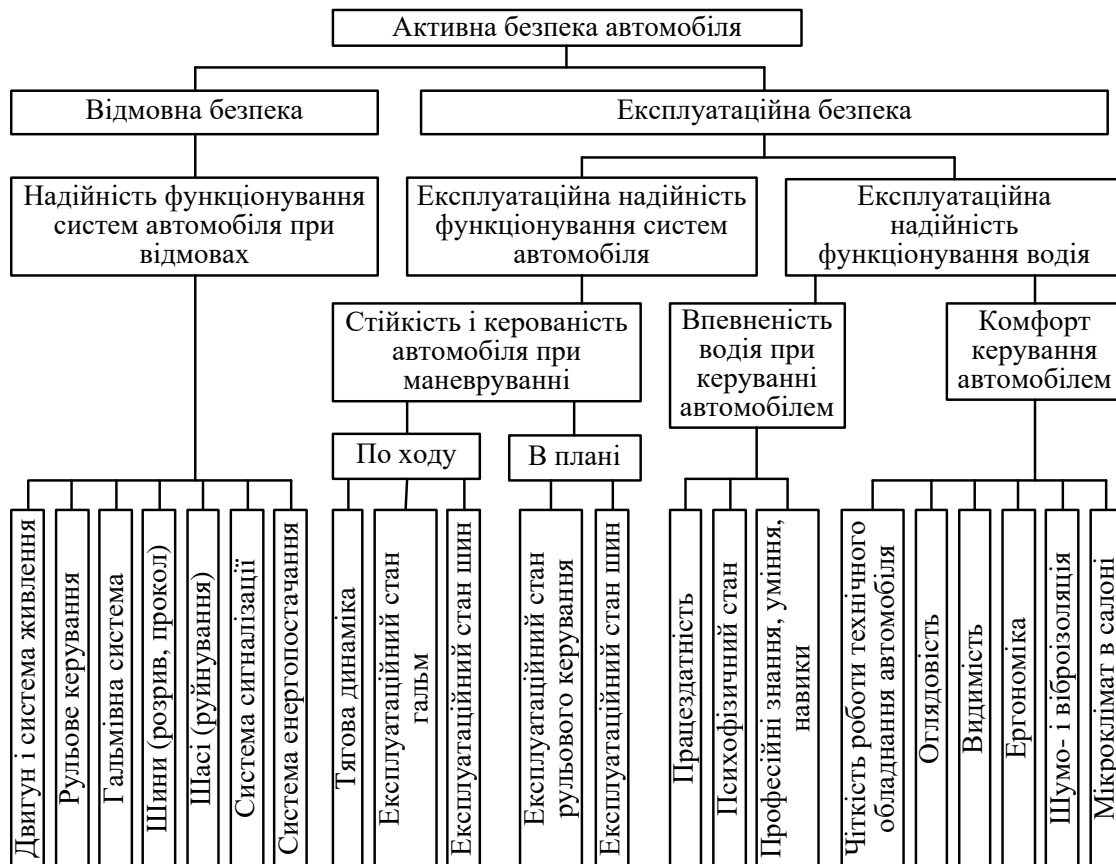 Активна безпека автомобіля
Відмовна безпека
Експлуатаційна безпека
Надійність функціонування
систем автомобіля при
відмовах
Експлуатаційна надійність
функціонування систем
автомобіля
Експлуатаційна
надійність
функціонування водія
Стійкість і керованість
автомобіля при
маневруванні
Впевненість
водія при
керуванні
автомобілем
Комфорт
керування
автомобілем
По ходу
В плані
Двигун і система живлення
Рульове керування
Гальмівна система
Шини (розрив, прокол)
Шасі (руйнування)
Система сигналізації
Система енергопостачання
Тягова динаміка
Експлуатаційний стан
гальм
Експлуатаційний стан шин
Експлуатаційний стан
рульового керування
Експлуатаційний стан шин
Працездатність
Психофізичний стан
Професійні знання, уміння,
навики
Чіткість роботи технічного
обладнання автомобіля
Оглядовість
Видимість
Ергономіка
Шумо- і віброізоляція
Мікроклімат в салоні